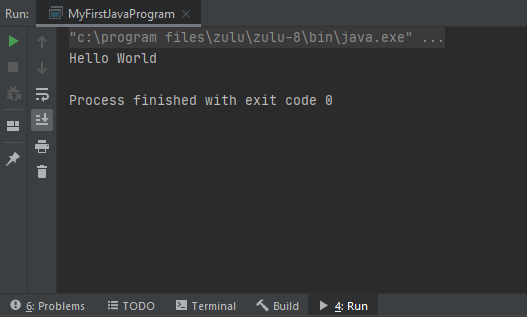 Run: MyFirstJavaProgram
"c:\program files\zulu\zulu-8\bin\java.exe" ...
Hello World
Process finished with exit code 0
6: Problems TODO Terminal Build 4: Run